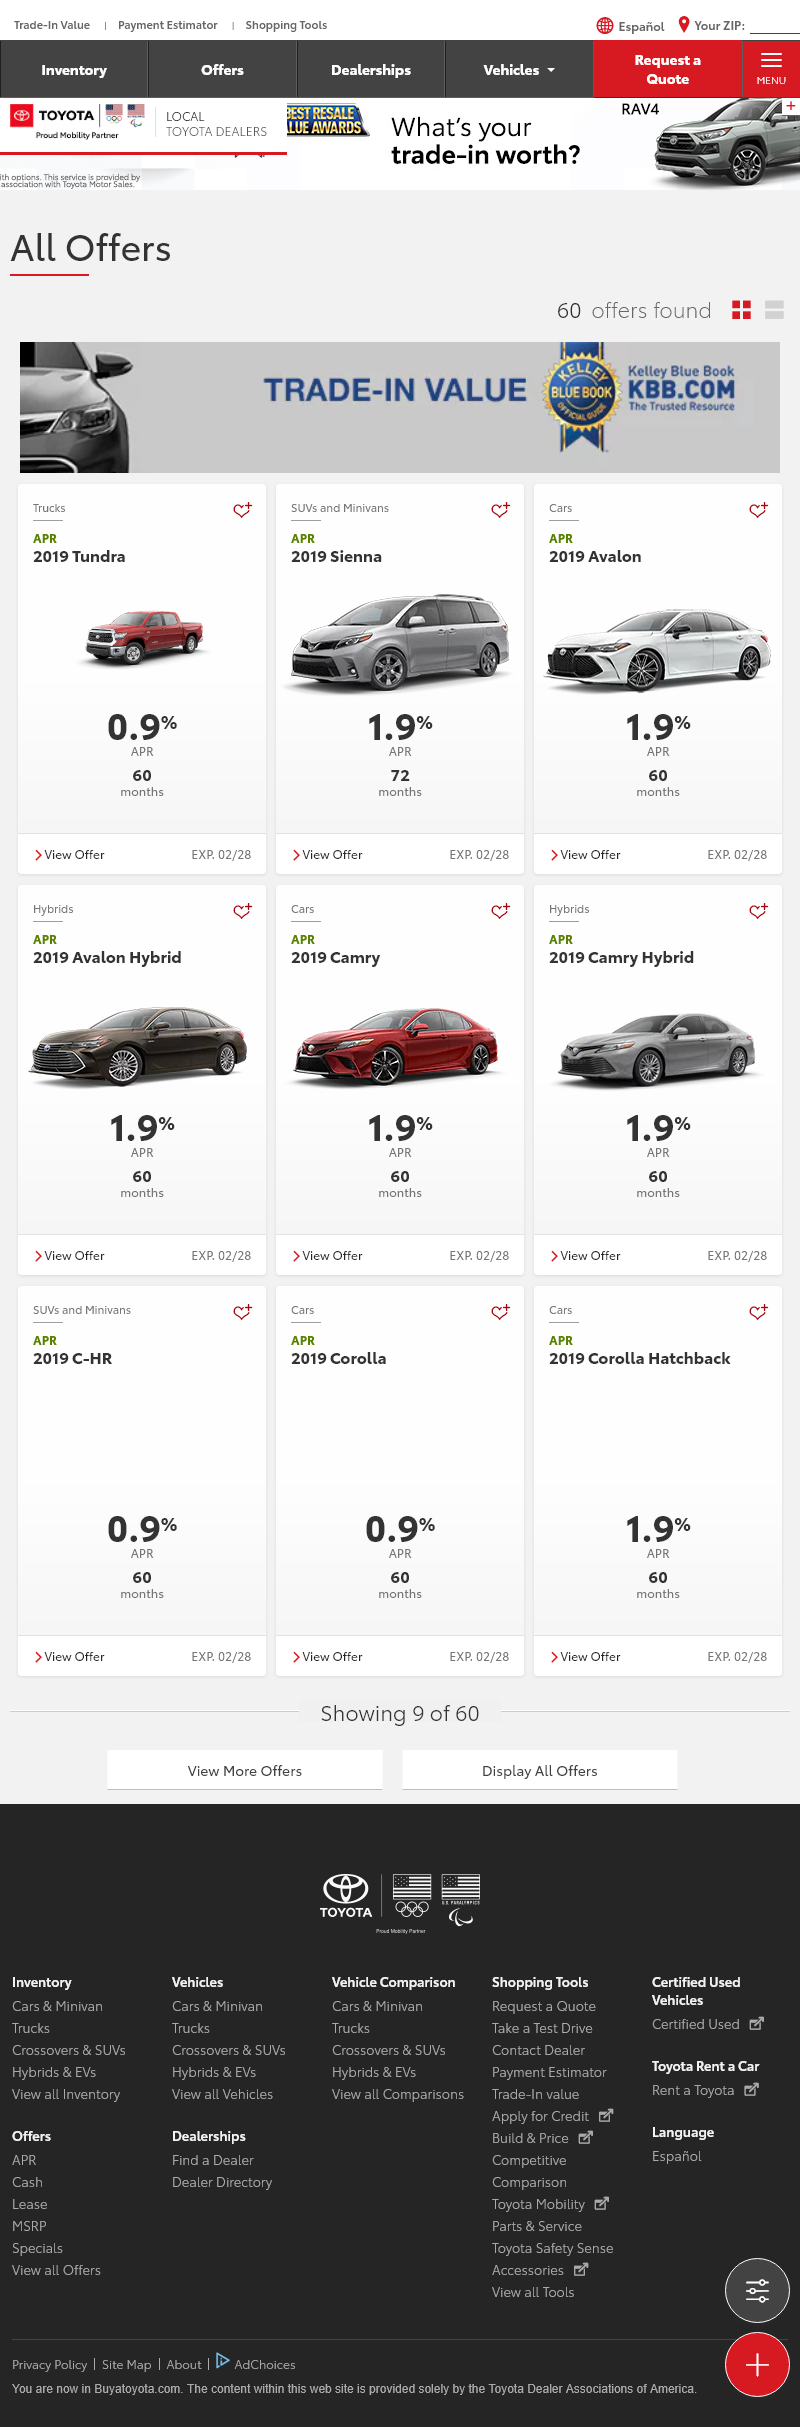 Trade-In Value | Payment Estimator | Shopping Tools
Español
Your ZIP:
Inventory
Offers
Dealerships
Vehicles
Request a
Quote
MENU
TOYOTA
Proud Mobility Partner
LOCAL
TOYOTA DEALERS
BEST RESALE
LUE AWARDS
What's your
trade-in worth?
RAV4
ith options. This service is provided by
association with Toyota Motor Sales.
All Offers
60 offers found
TRADE-IN VALUE
KELLEY
BLUE BOOK
OFFICIAL GUIDE
Kelley Blue Book
KBB.COM
The Trusted Resource
Trucks
APR
2019 Tundra
0.9%
APR
60
months
View Offer
EXP. 02/28
SUVs and Minivans
APR
2019 Sienna
1.9%
APR
72
months
View Offer
EXP. 02/28
Cars
APR
2019 Avalon
1.9%
APR
60
months
View Offer
EXP. 02/28
Hybrids
APR
2019 Avalon Hybrid
1.9%
APR
60
months
View Offer
EXP. 02/28
Cars
APR
2019 Camry
1.9%
APR
60
months
View Offer
EXP. 02/28
Hybrids
APR
2019 Camry Hybrid
1.9%
APR
60
months
View Offer
EXP. 02/28
SUVs and Minivans
APR
2019 C-HR
0.9%
APR
60
months
View Offer
EXP. 02/28
Cars
APR
2019 Corolla
0.9%
APR
60
months
View Offer
EXP. 02/28
Cars
APR
2019 Corolla Hatchback
1.9%
APR
60
months
View Offer
EXP. 02/28
Showing 9 of 60
View More Offers
Display All Offers
TOYOTA
U.S. PARALYMPICS
Proud Mobility Partner
Inventory
Cars & Minivan
Trucks
Crossovers & SUVs
Hybrids & EVs
View all Inventory
Offers
APR
Cash
Lease
MSRP
Specials
View all Offers
Vehicles
Cars & Minivan
Trucks
Crossovers & SUVs
Hybrids & EVs
View all Vehicles
Dealerships
Find a Dealer
Dealer Directory
Vehicle Comparison
Cars & Minivan
Trucks
Crossovers & SUVs
Hybrids & EVs
View all Comparisons
Shopping Tools
Request a Quote
Take a Test Drive
Contact Dealer
Payment Estimator
Trade-In value
Apply for Credit
Build & Price
Competitive
Comparison
Toyota Mobility
Parts & Service
Toyota Safety Sense
Accessories
View all Tools
Certified Used
Vehicles
Certified Used
Toyota Rent a Car
Rent a Toyota
Language
Español
Privacy Policy | Site Map | About | AdChoices
You are now in Buyatoyota.com. The content within this web site is provided solely by the Toyota Dealer Associations of America.